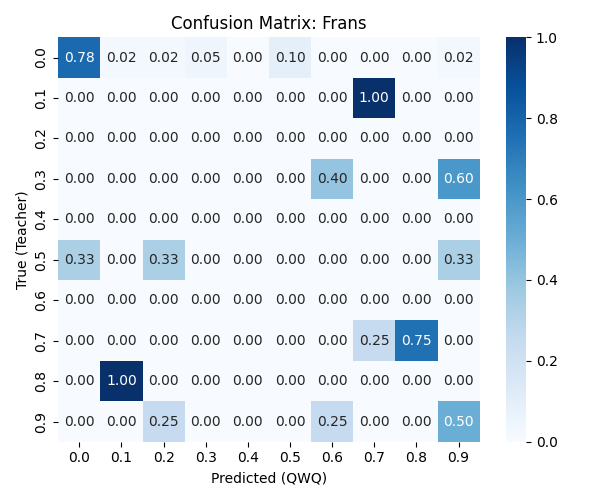 Confusion Matrix: Frans
0.0 0.78 0.02 0.02 0.05 0.00 0.10 0.00 0.00 0.00 0.02
0.1 0.00 0.00 0.00 0.00 0.00 0.00 0.00 1.00 0.00 0.00
0.2 0.00 0.00 0.00 0.00 0.00 0.00 0.00 0.00 0.00 0.00
0.3 0.00 0.00 0.00 0.00 0.00 0.00 0.40 0.00 0.00 0.60
0.4 0.00 0.00 0.00 0.00 0.00 0.00 0.00 0.00 0.00 0.00
0.5 0.33 0.00 0.33 0.00 0.00 0.00 0.00 0.00 0.00 0.33
0.6 0.00 0.00 0.00 0.00 0.00 0.00 0.00 0.00 0.00 0.00
0.7 0.00 0.00 0.00 0.00 0.00 0.00 0.00 0.25 0.75 0.00
0.8 0.00 1.00 0.00 0.00 0.00 0.00 0.00 0.00 0.00 0.00
0.9 0.00 0.00 0.25 0.00 0.00 0.00 0.25 0.00 0.00 0.50
0.0 0.1 0.2 0.3 0.4 0.5 0.6 0.7 0.8 0.9
True (Teacher)
Predicted (QWQ)
1.0
0.8
0.6
0.4
0.2
0.0